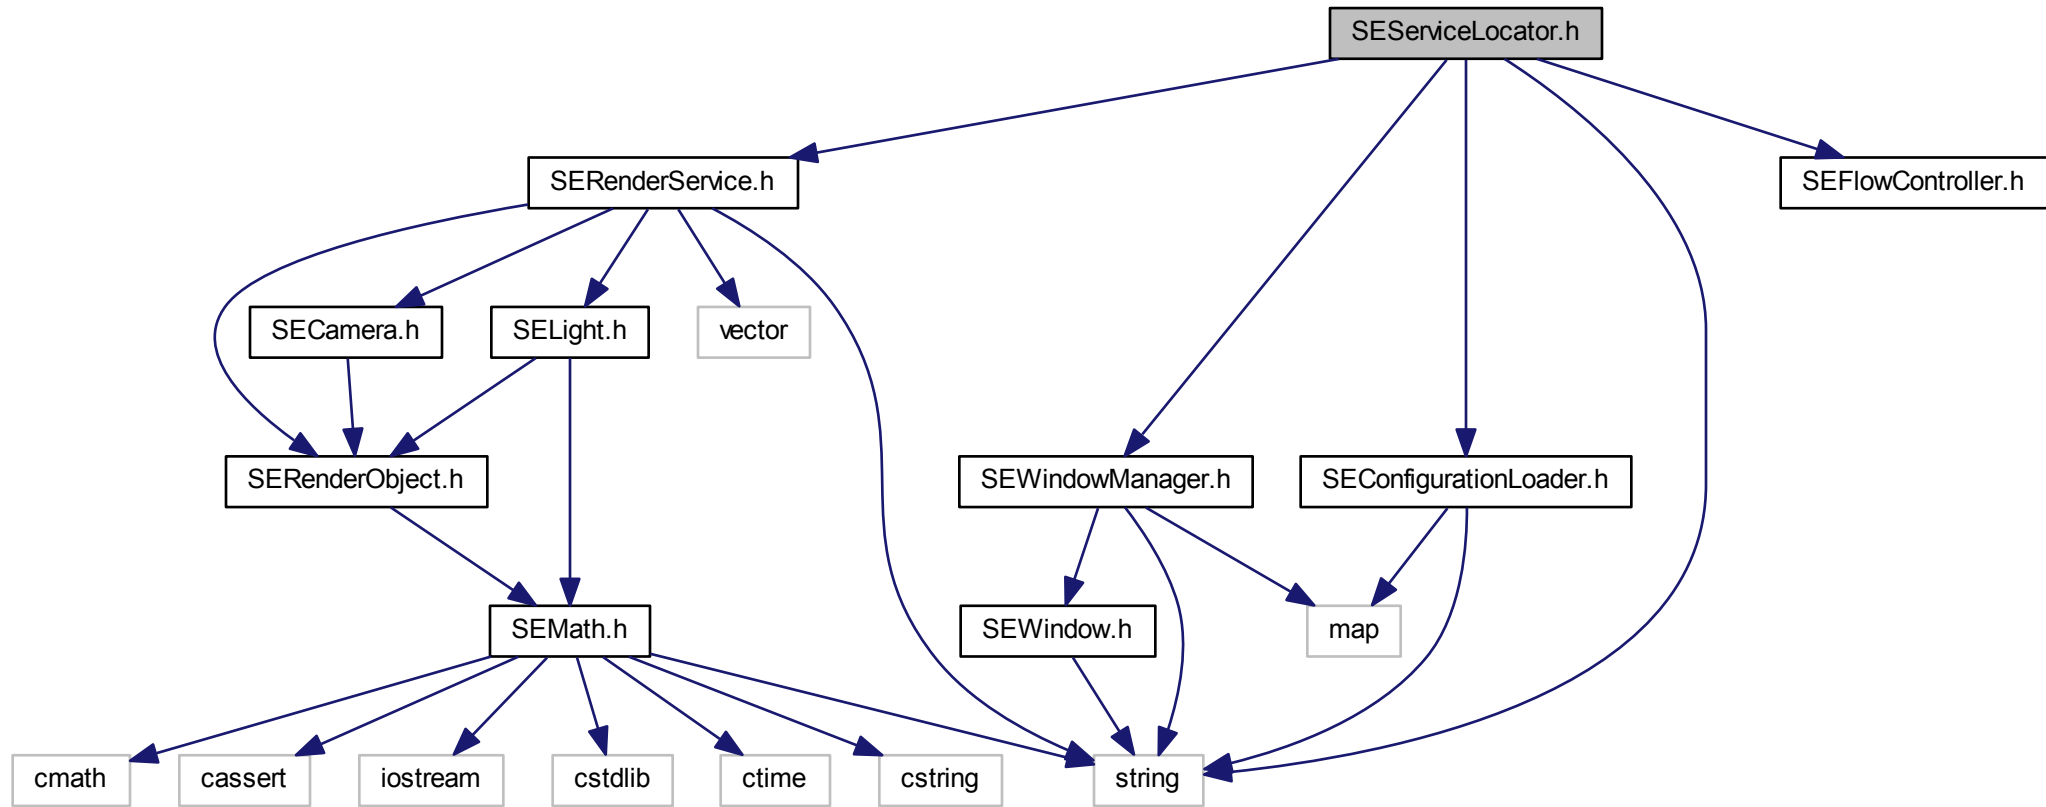 SEServiceLocator.h
SERenderService.h
SEFlowController.h
SECamera.h
SELight.h
vector
SERenderObject.h
SEWindowManager.h
SEConfigurationLoader.h
SEMath.h
SEWindow.h
map
cmath
cassert
iostream
cstdlib
ctime
cstring
string